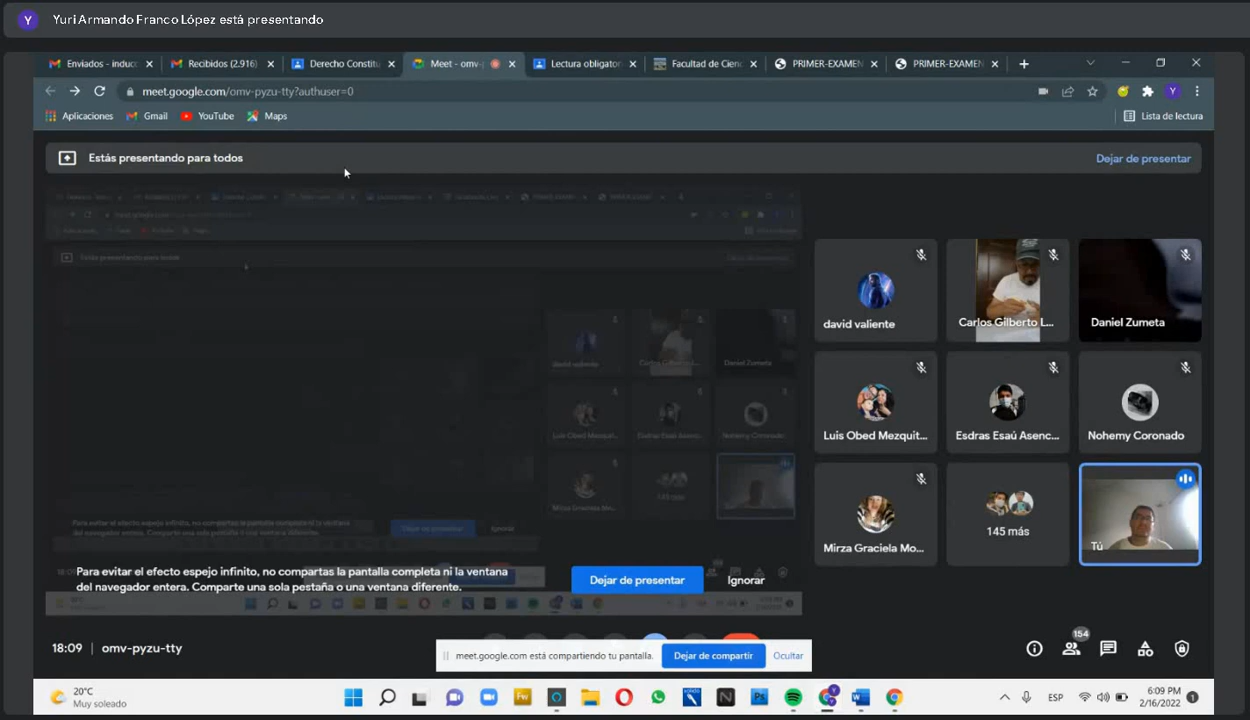 Y Yuri Armando Franco López está presentando
Enviados - induc
Recibidos (2.916)
Derecho Constitu
Meet - omv-p
Lectura obligator
Facultad de Cien
PRIMER-EXAMEN
PRIMER-EXAMEN
meet.google.com/omv-pyzu-tty?authuser=0
Y
Aplicaciones Gmail YouTube Maps Lista de lectura
Estás presentando para todos Dejar de presentar
david valiente
Carlos Gilberto L...
Daniel Zumeta
Luis Obed Mezquit...
Esdras Esaú Asenc...
Nohemy Coronado
Mirza Graciela Mo...
145 más
Tú
Para evitar el efecto espejo infinito, no compartas la pantalla completa ni la ventana
del navegador entera. Comparte una sola pestaña o una ventana diferente.
Dejar de presentar Ignorar
18:09 | omv-pyzu-tty
154
meet.google.com está compartiendo tu pantalla. Dejar de compartir Ocultar
20°C
Muy soleado
ESP
6:09 PM
2/16/2022
1